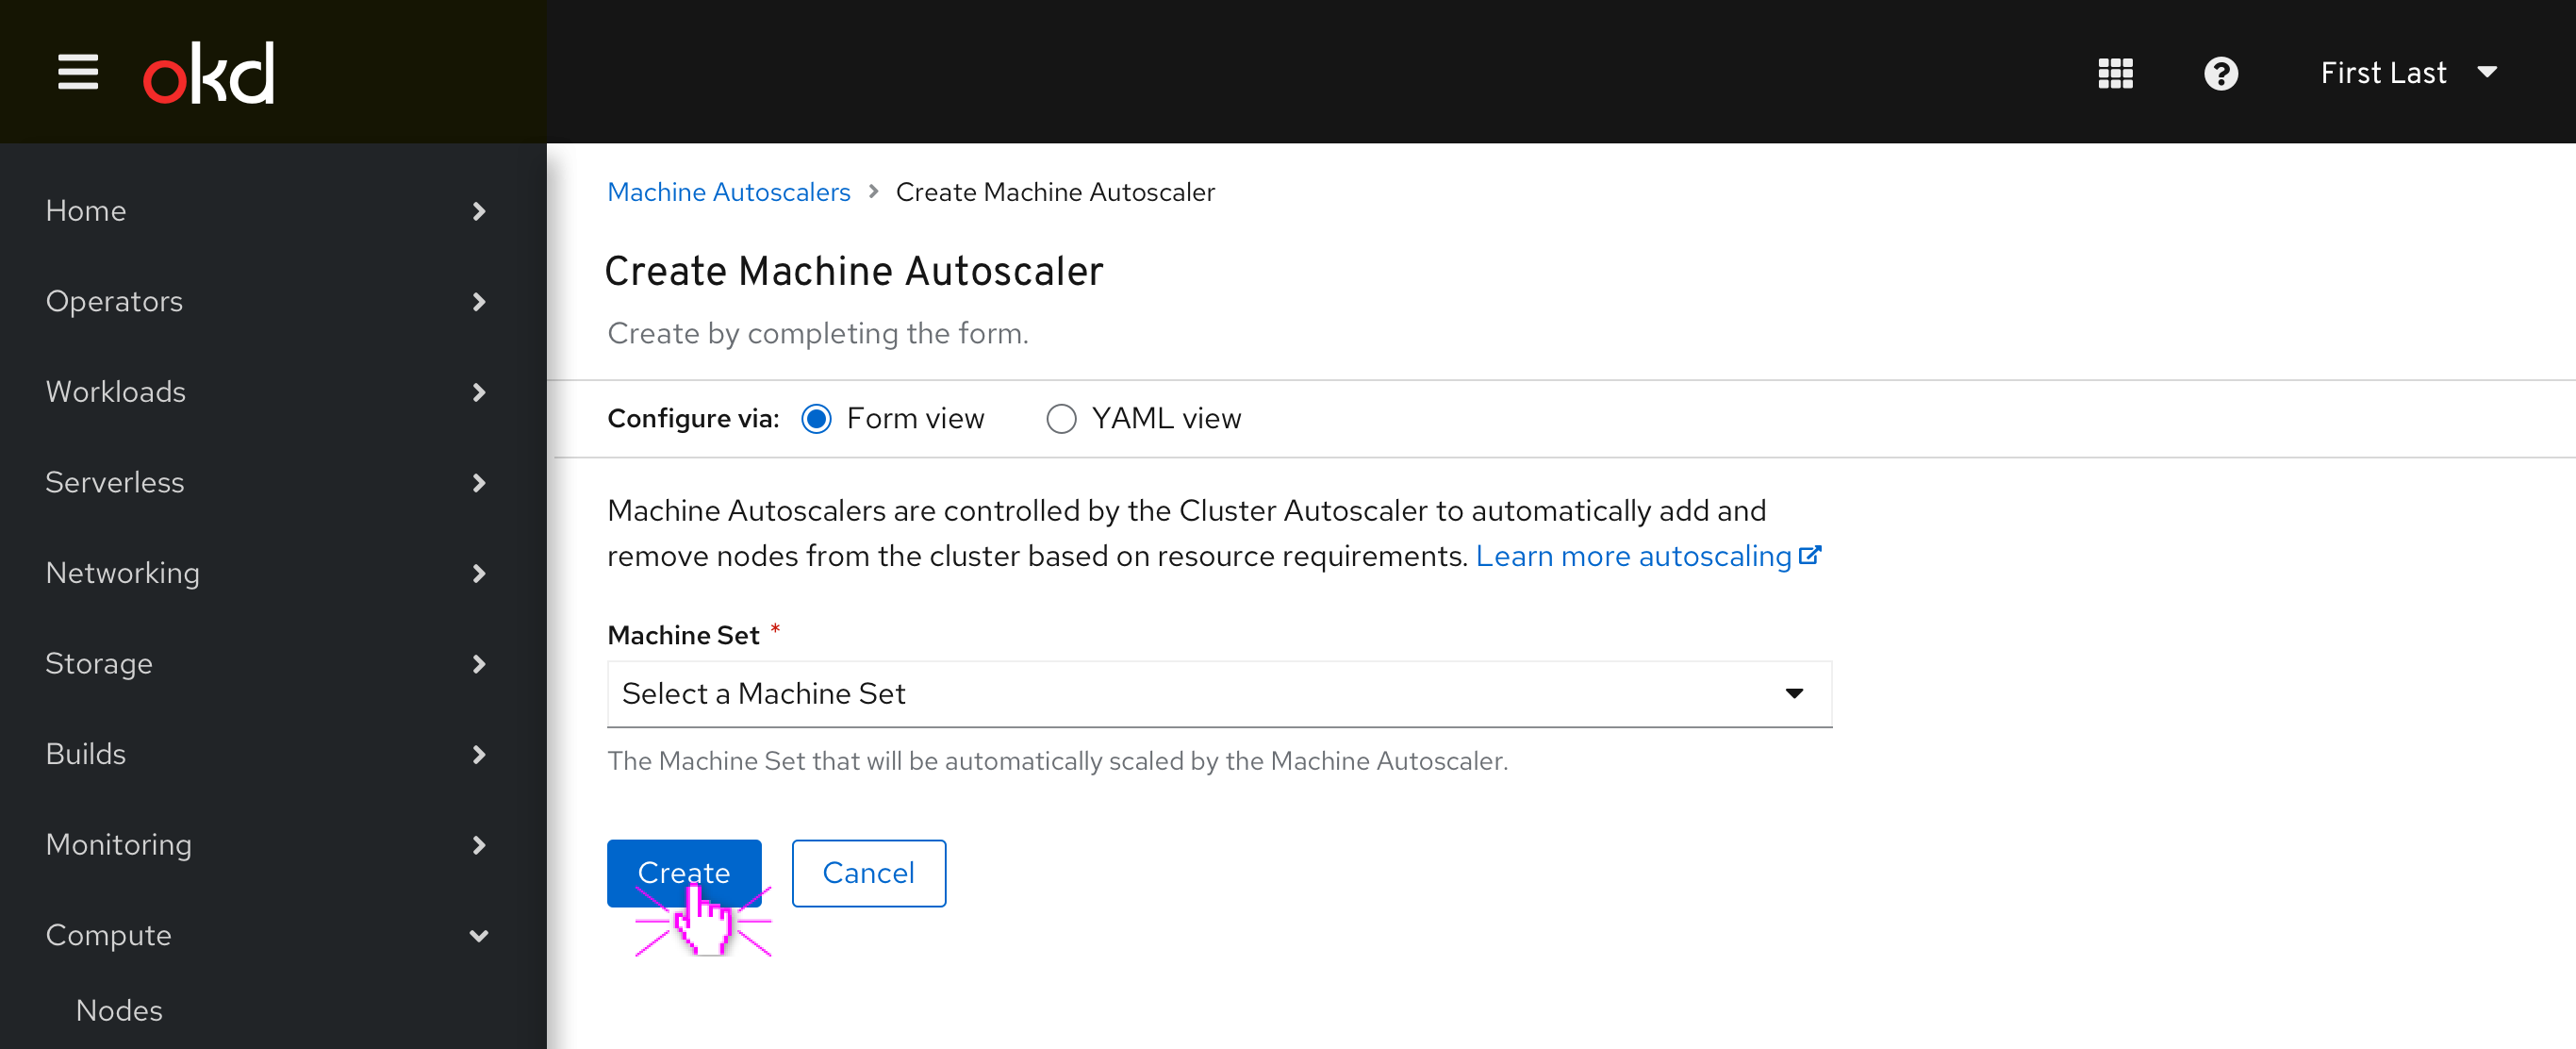 okd
First Last
Home
Operators
Workloads
Serverless
Networking
Storage
Builds
Monitoring
Compute
Nodes
Machine Autoscalers > Create Machine Autoscaler
Create Machine Autoscaler
Create by completing the form.
Configure via: Form view YAML view
Machine Autoscalers are controlled by the Cluster Autoscaler to automatically add and
remove nodes from the cluster based on resource requirements. Learn more autoscaling
Machine Set *
Select a Machine Set
The Machine Set that will be automatically scaled by the Machine Autoscaler.
Create Cancel